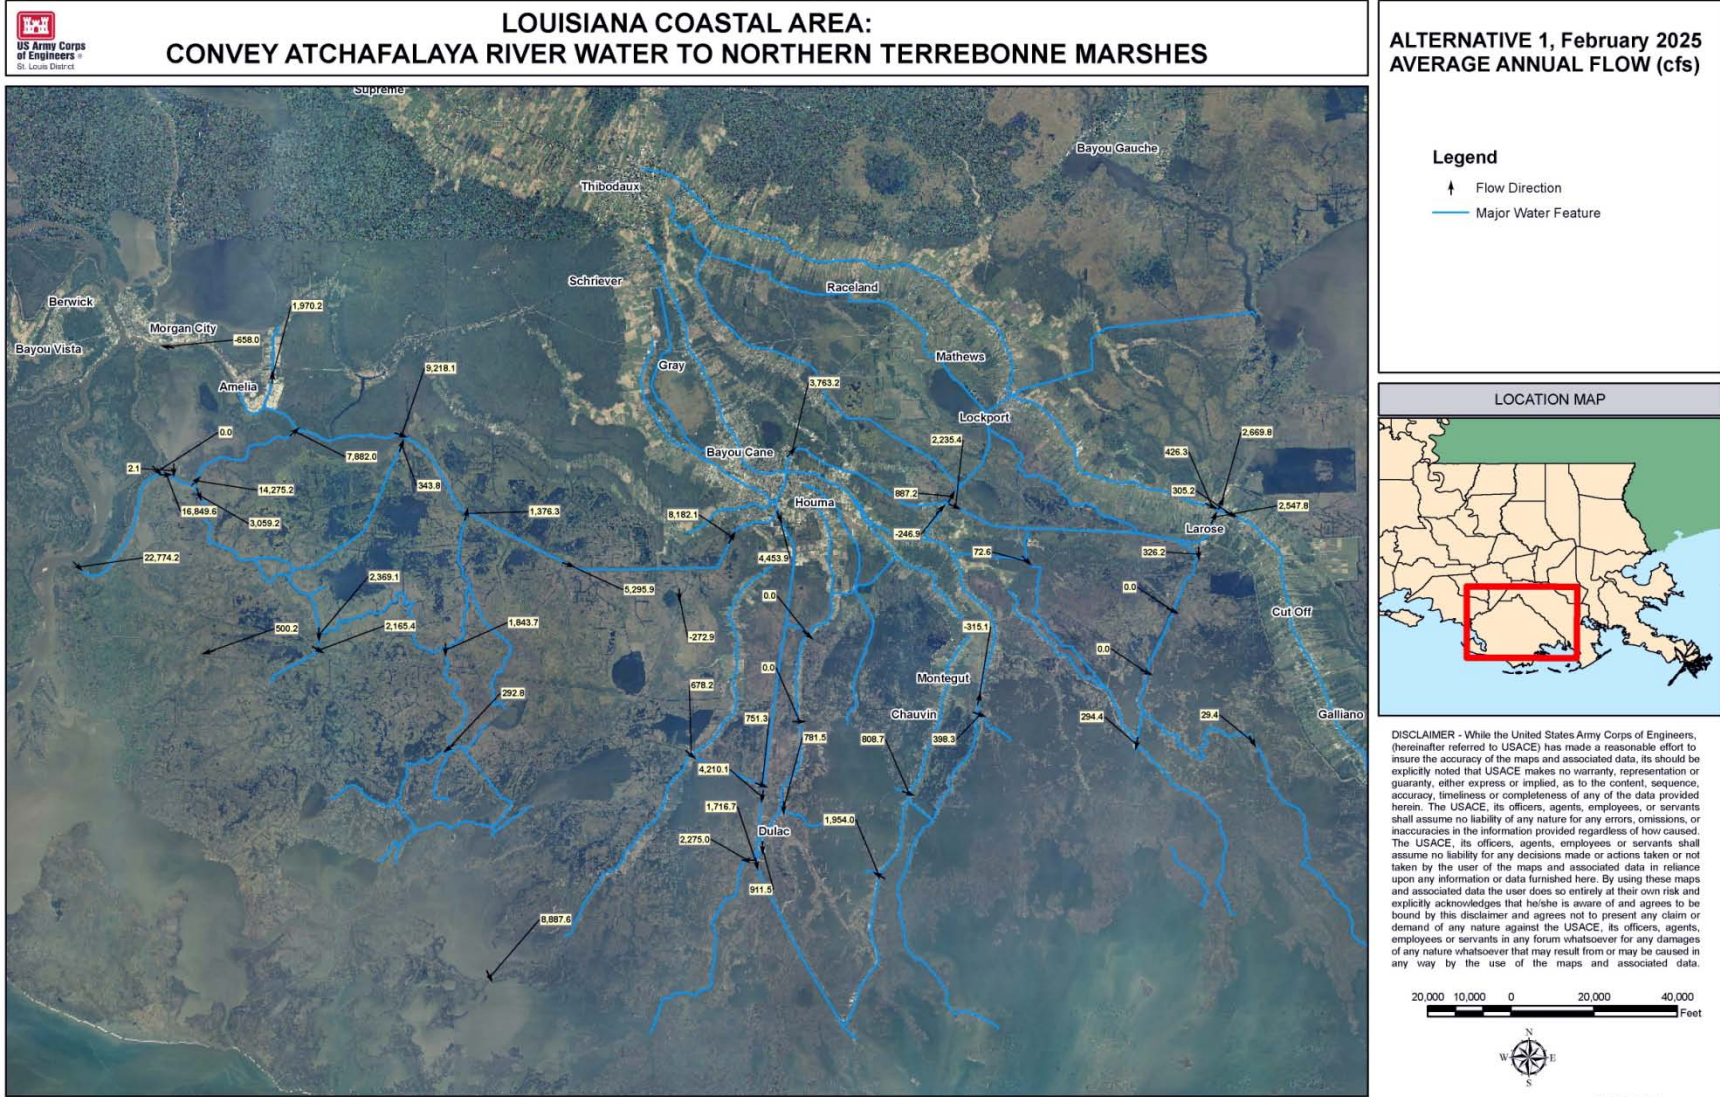 US Army Corps
of Engineers ®
St. Louis District
LOUISIANA COASTAL AREA:
CONVEY ATCHAFALAYA RIVER WATER TO NORTHERN TERREBONNE MARSHES
ALTERNATIVE 1, February 2025
AVERAGE ANNUAL FLOW (cfs)
Legend
Flow Direction
Major Water Feature
LOCATION MAP
Supreme
Bayou Gauche
Thibodaux
Schriever
Raceland
Berwick
1,970.2
Morgan City
-658.0
Bayou Vista
Mathews
Gray
9,218.1
Amelia
3,763.2
Lockport
0.0
2,669.8
2,235.4
426.3
Bayou Cane
7,882.0
2.1
343.8
14,275.2
305.2
887.2
Houma
2,547.8
16,849.6
1,376.3
8,182.1
3,059.2
Larose
-246.9
22,774.2
4,453.9
72.6
326.2
2,369.1
5,295.9
0.0
0.0
Cut Off
500.2
2,165.4
1,843.7
-272.9
-315.1
0.0
0.0
Montegut
678.2
292.8
Chauvin
Galliano
751.3
294.4
29.4
781.5
808.7
398.3
4,210.1
1,716.7
1,954.0
Dulac
2,275.0
911.5
8,887.6
DISCLAIMER - While the United States Army Corps of Engineers,
(hereinafter referred to USACE) has made a reasonable effort to
insure the accuracy of the maps and associated data, its should be
explicitly noted that USACE makes no warranty, representation or
guaranty, either express or implied, as to the content, sequence,
accuracy, timeliness or completeness of any of the data provided
herein. The USACE, its officers, agents, employees, or servants
shall assume no liability of any nature for any errors, omissions, or
inaccuracies in the information provided regardless of how caused.
The USACE, its officers, agents, employees or servants shall
assume no liability for any decisions made or actions taken or not
taken by the user of the maps and associated data in reliance
upon any information or data furnished here. By using these maps
and associated data the user does so entirely at their own risk and
explicitly acknowledges that he/she is aware of and agrees to be
bound by this disclaimer and agrees not to present any claim or
demand of any nature against the USACE, its officers, agents,
employees or servants in any forum whatsoever for any damages
of any nature whatsoever that may result from or may be caused in
any way by the use of the maps and associated data.
20,000 10,000 0 20,000 40,000
Feet
N
W E
S